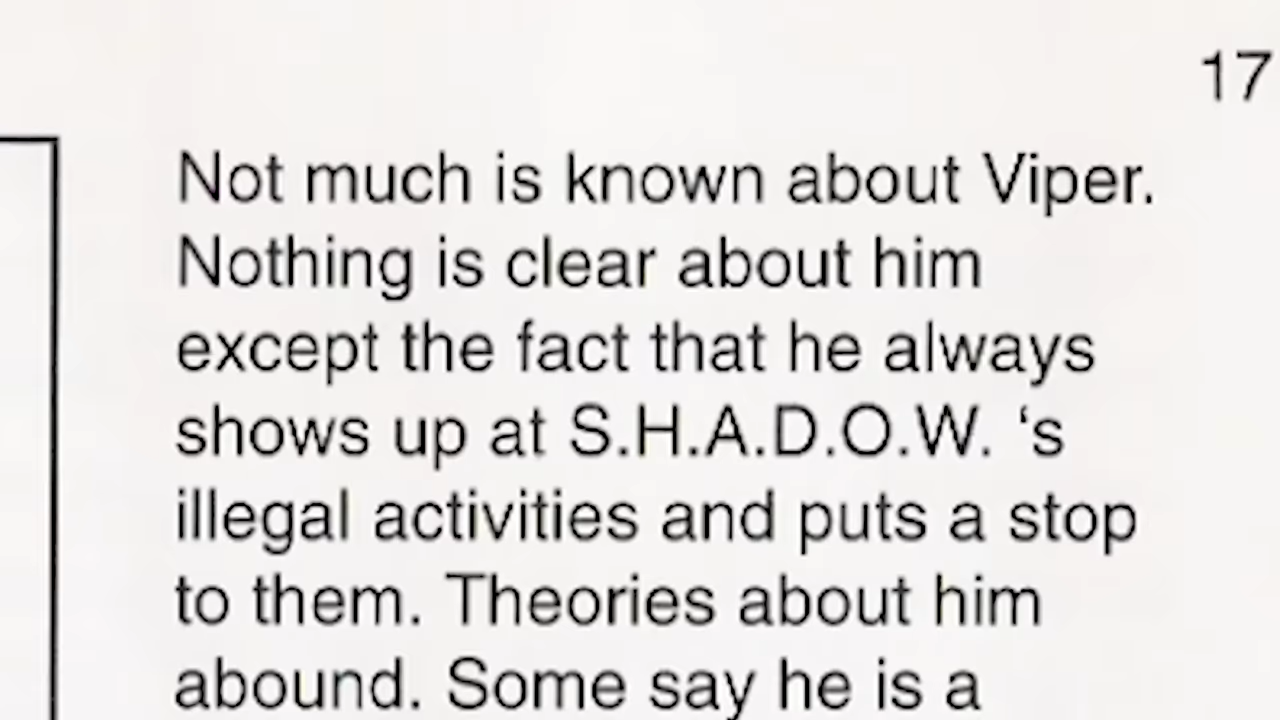 17
Not much is known about Viper.
Nothing is clear about him
except the fact that he always
shows up at S.H.A.D.O.W. ‘s
illegal activities and puts a stop
to them. Theories about him
abound. Some say he is a